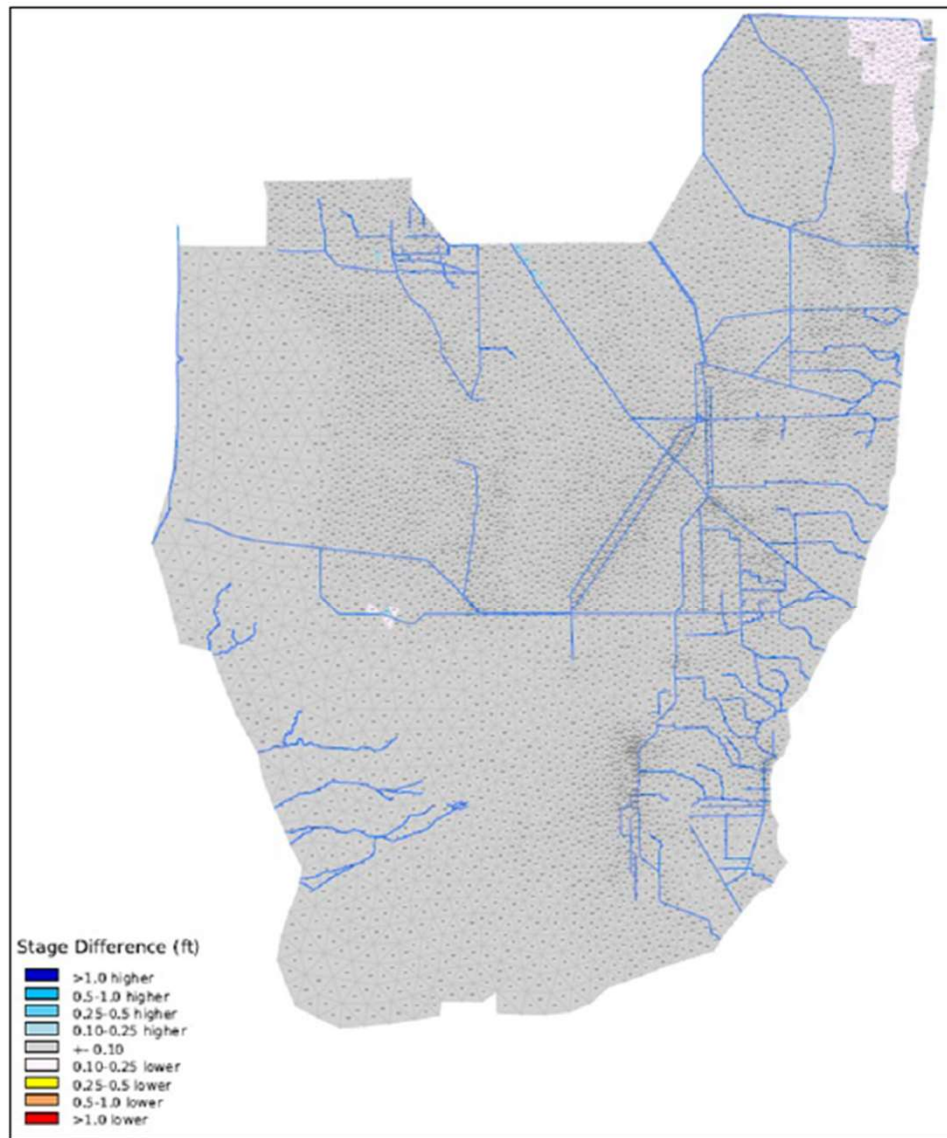 Stage Difference (ft)
>1.0 higher
0.5-1.0 higher
0.25-0.5 higher
0.10-0.25 higher
+- 0.10
0.10-0.25 lower
0.25-0.5 lower
0.5-1.0 lower
>1.0 lower